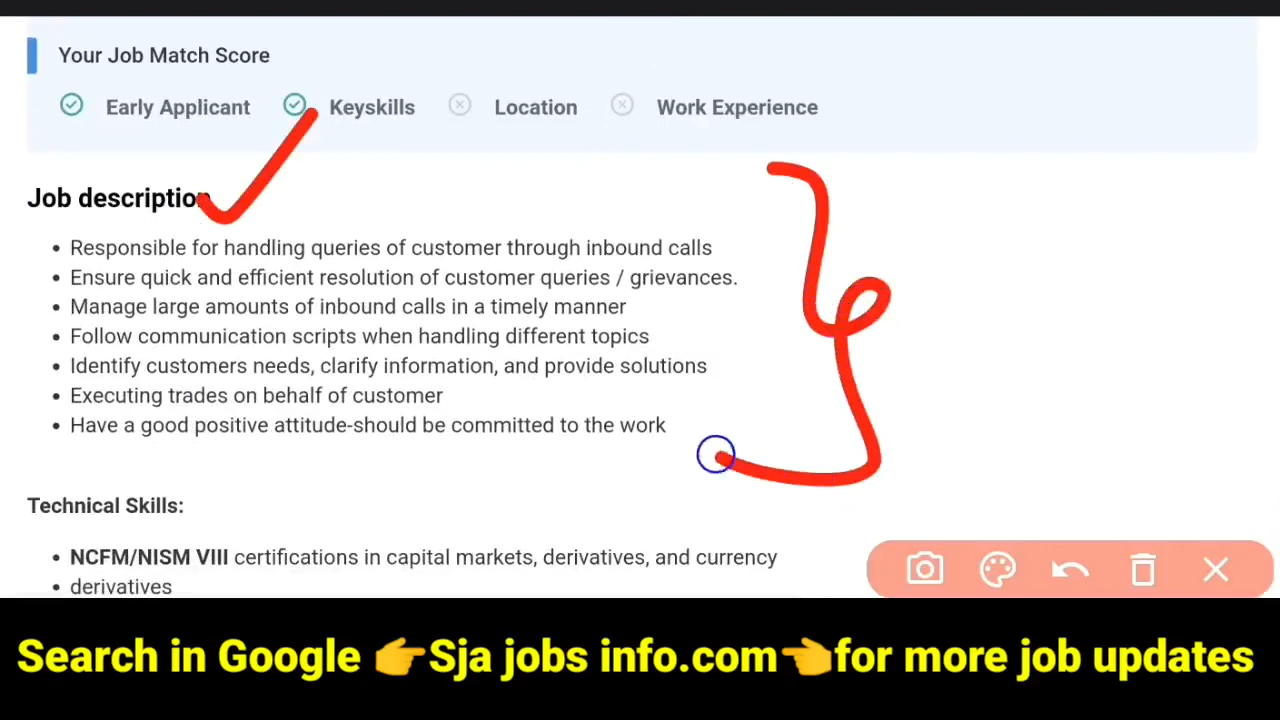 Your Job Match Score
Early Applicant Keyskills Location Work Experience
Job description
• Responsible for handling queries of customer through inbound calls
• Ensure quick and efficient resolution of customer queries / grievances.
• Manage large amounts of inbound calls in a timely manner
• Follow communication scripts when handling different topics
• Identify customers needs, clarify information, and provide solutions
• Executing trades on behalf of customer
• Have a good positive attitude-should be committed to the work
Technical Skills:
• NCFM/NISM VIII certifications in capital markets, derivatives, and currency
• derivatives
Search in Google 👉Sja jobs info.com👈for more job updates